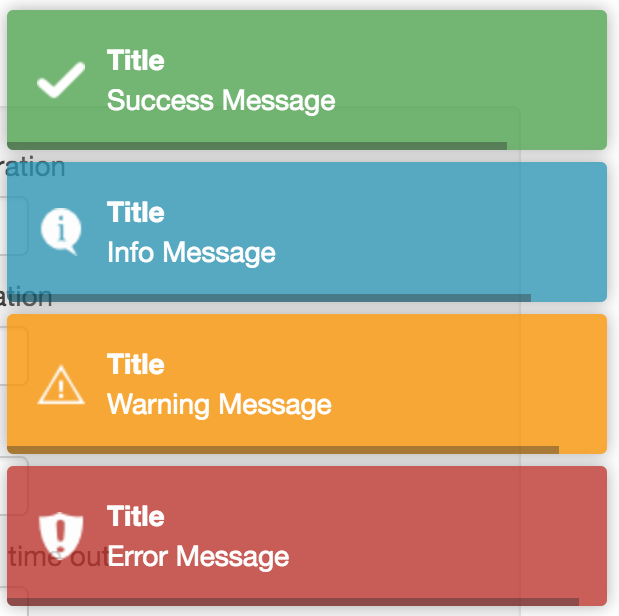 Title
Success Message
ration
Title
Info Message
ation
Title
Warning Message
Title
time out
Error Message